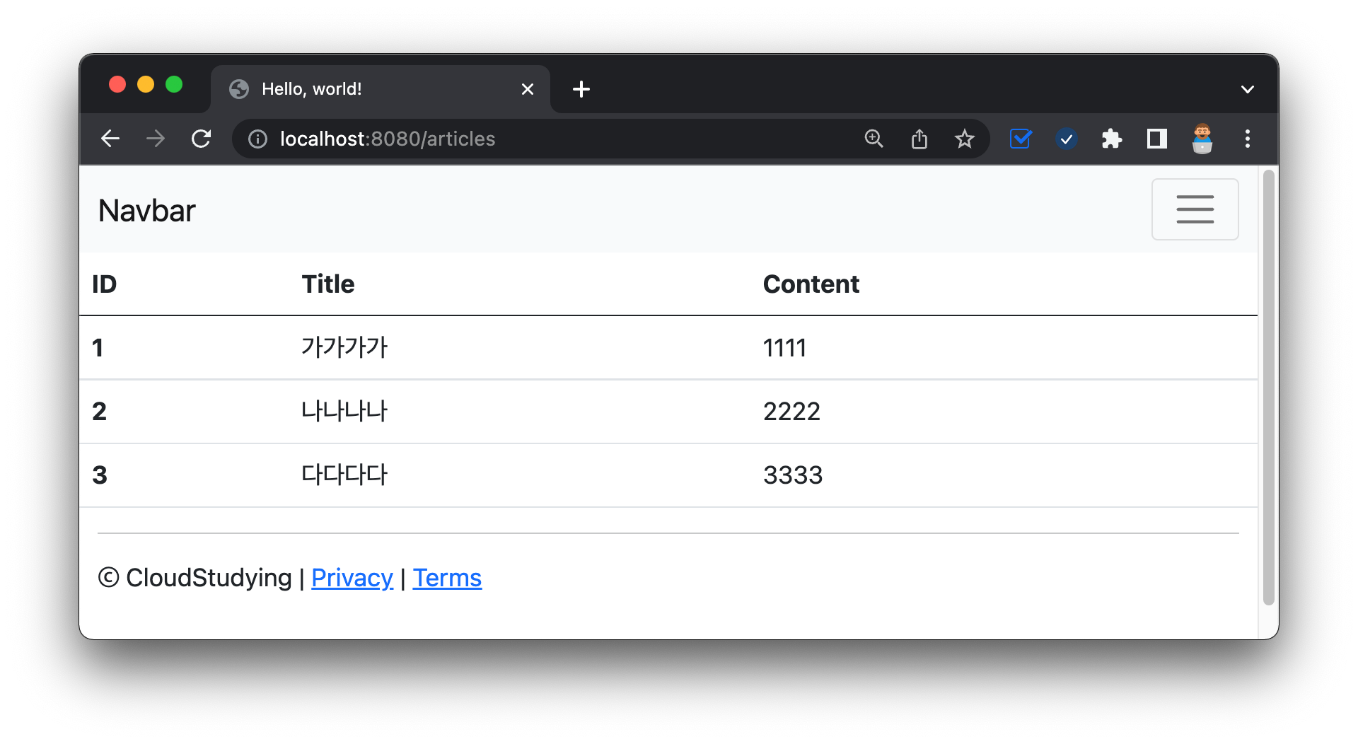 Hello, world!
localhost:8080/articles
Navbar
ID Title Content
1 가가가가 1111
2 나나나나 2222
3 다다다다 3333
© CloudStudying | Privacy | Terms